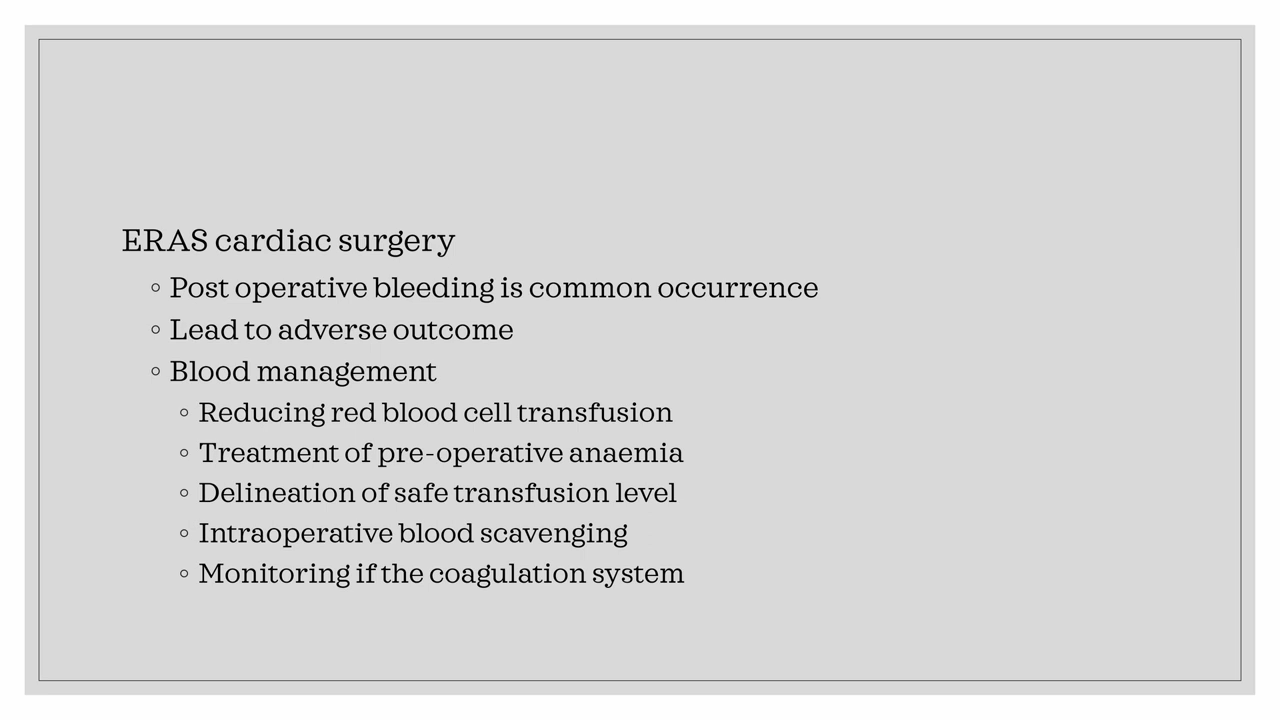 ERAS cardiac surgery
◦ Post operative bleeding is common occurrence
◦ Lead to adverse outcome
◦ Blood management
◦ Reducing red blood cell transfusion
◦ Treatment of pre-operative anaemia
◦ Delineation of safe transfusion level
◦ Intraoperative blood scavenging
◦ Monitoring if the coagulation system